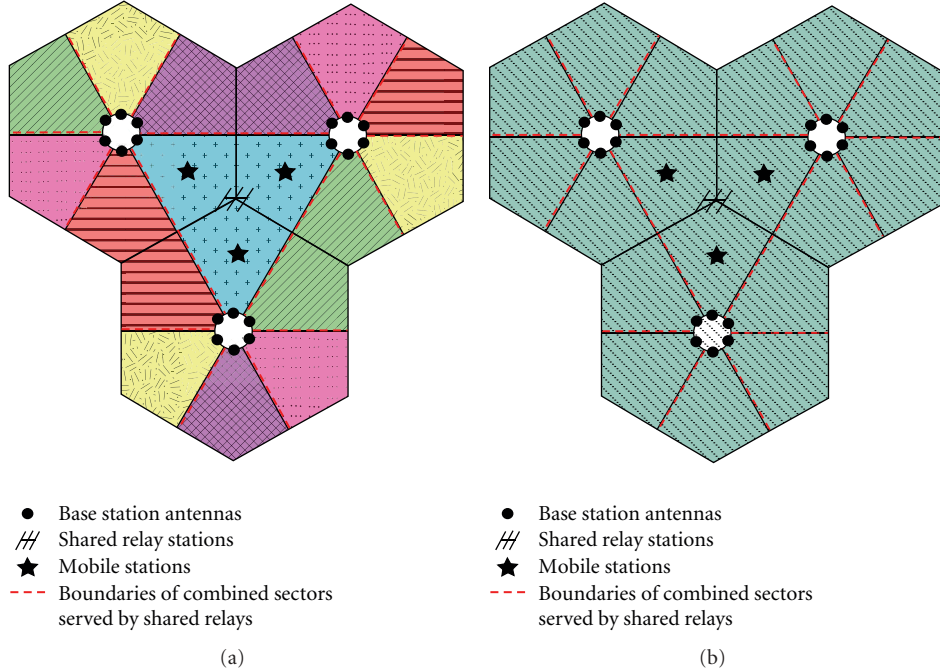 Base station antennas
Shared relay stations
Mobile stations
Boundaries of combined sectors
served by shared relays
(a)
Base station antennas
Shared relay stations
Mobile stations
Boundaries of combined sectors
served by shared relays
(b)